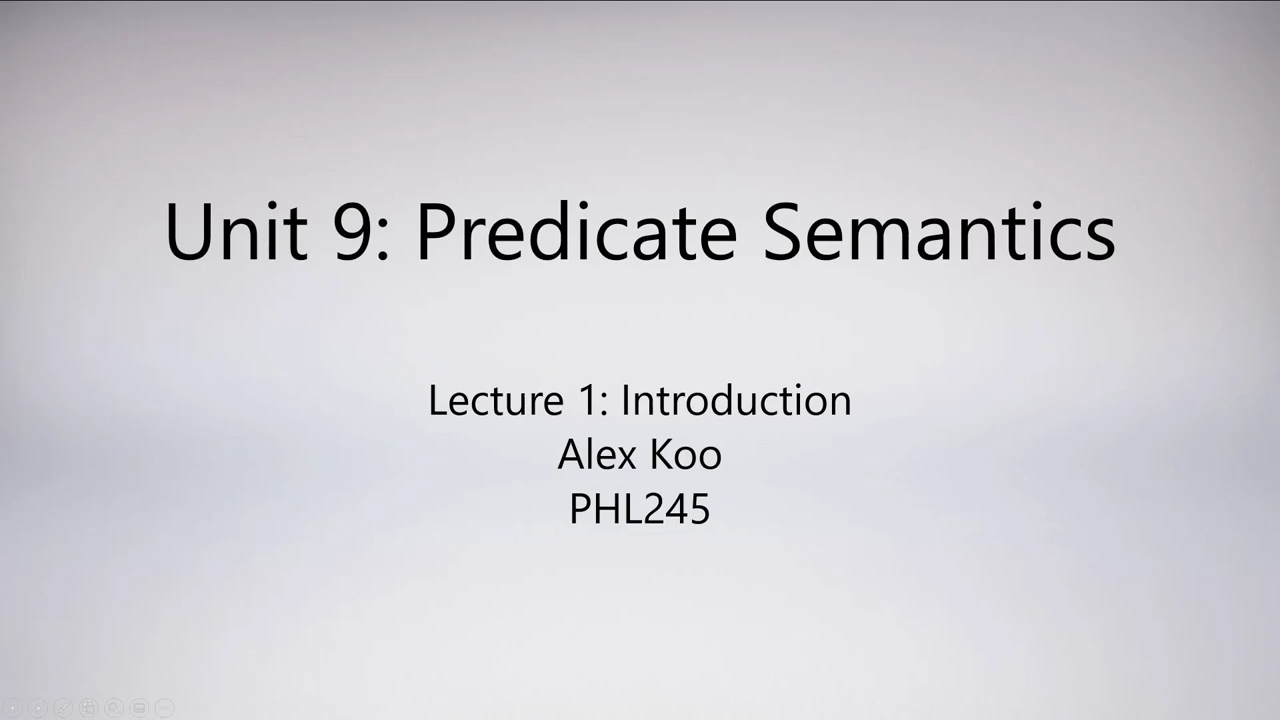 Unit 9: Predicate Semantics
Lecture 1: Introduction
Alex Koo
PHL245